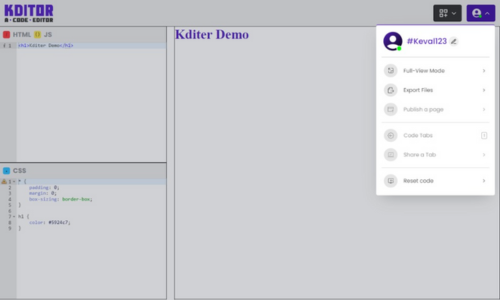 KDITOR
A • CODE • EDITOR
HTML JS
1 <h1>Kditer Demo</h1>
CSS
1 * {
2 padding: 0;
3 margin: 0;
4 box-sizing: border-box;
5 }
6
7 h1 {
8 color: #5924c7;
9 }
Kditer Demo
#Keval123
Full-View Mode
Export Files
Publish a page
Code Tabs
Share a Tab
Reset code